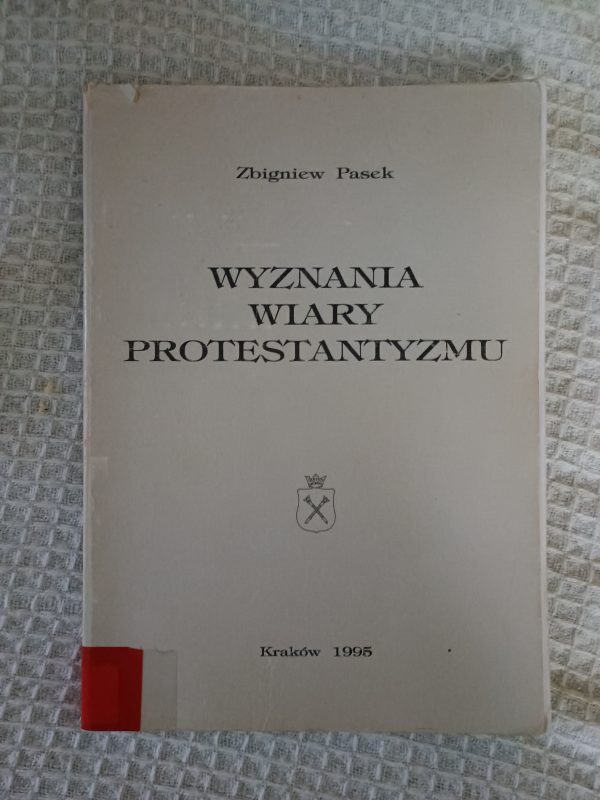 Zbigniew Pasek
WYZNANIA
WIARY
PROTESTANTYZMU
Kraków 1995